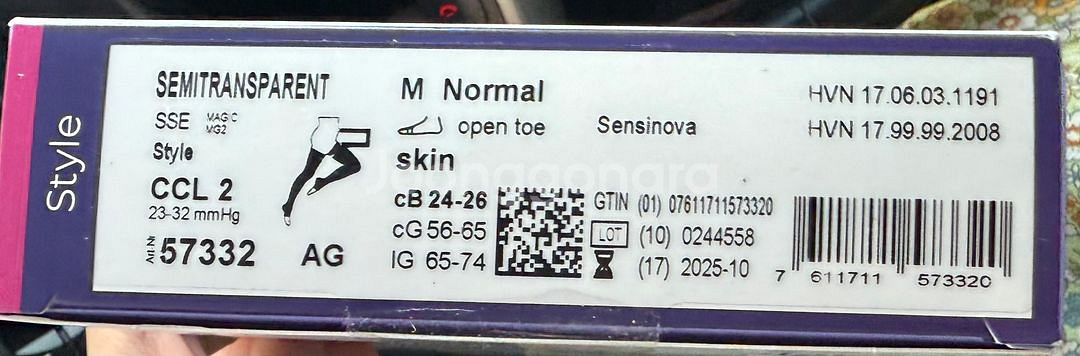 Style
SEMITRANSPARENT
SSE MAGIC
MG2
Style
CCL 2
23-32 mmHg
Art.-Nr. 57332 AG
M Normal
open toe
skin
cB 24-26
cG 56-65
lG 65-74
Sensinova
HVN 17.06.03.1191
HVN 17.99.99.2008
GTIN (01) 07611711573320
LOT (10) 0244558
(17) 2025-10
7 611711 573320